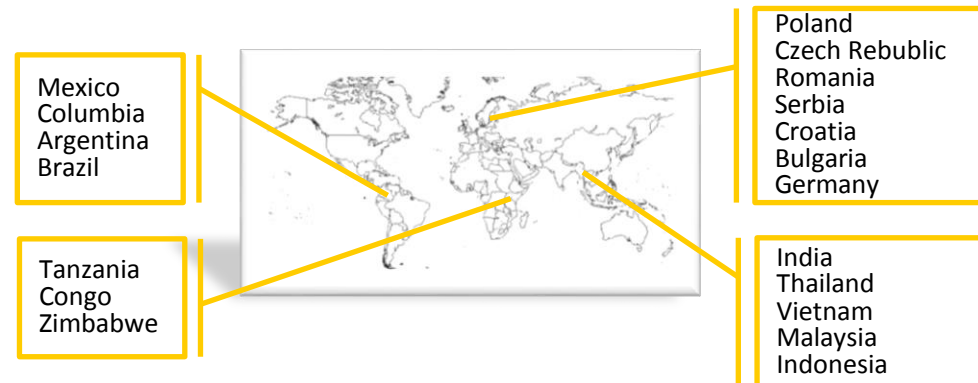 Mexico
Columbia
Argentina
Brazil
Tanzania
Congo
Zimbabwe
Poland
Czech Rebublic
Romania
Serbia
Croatia
Bulgaria
Germany
India
Thailand
Vietnam
Malaysia
Indonesia